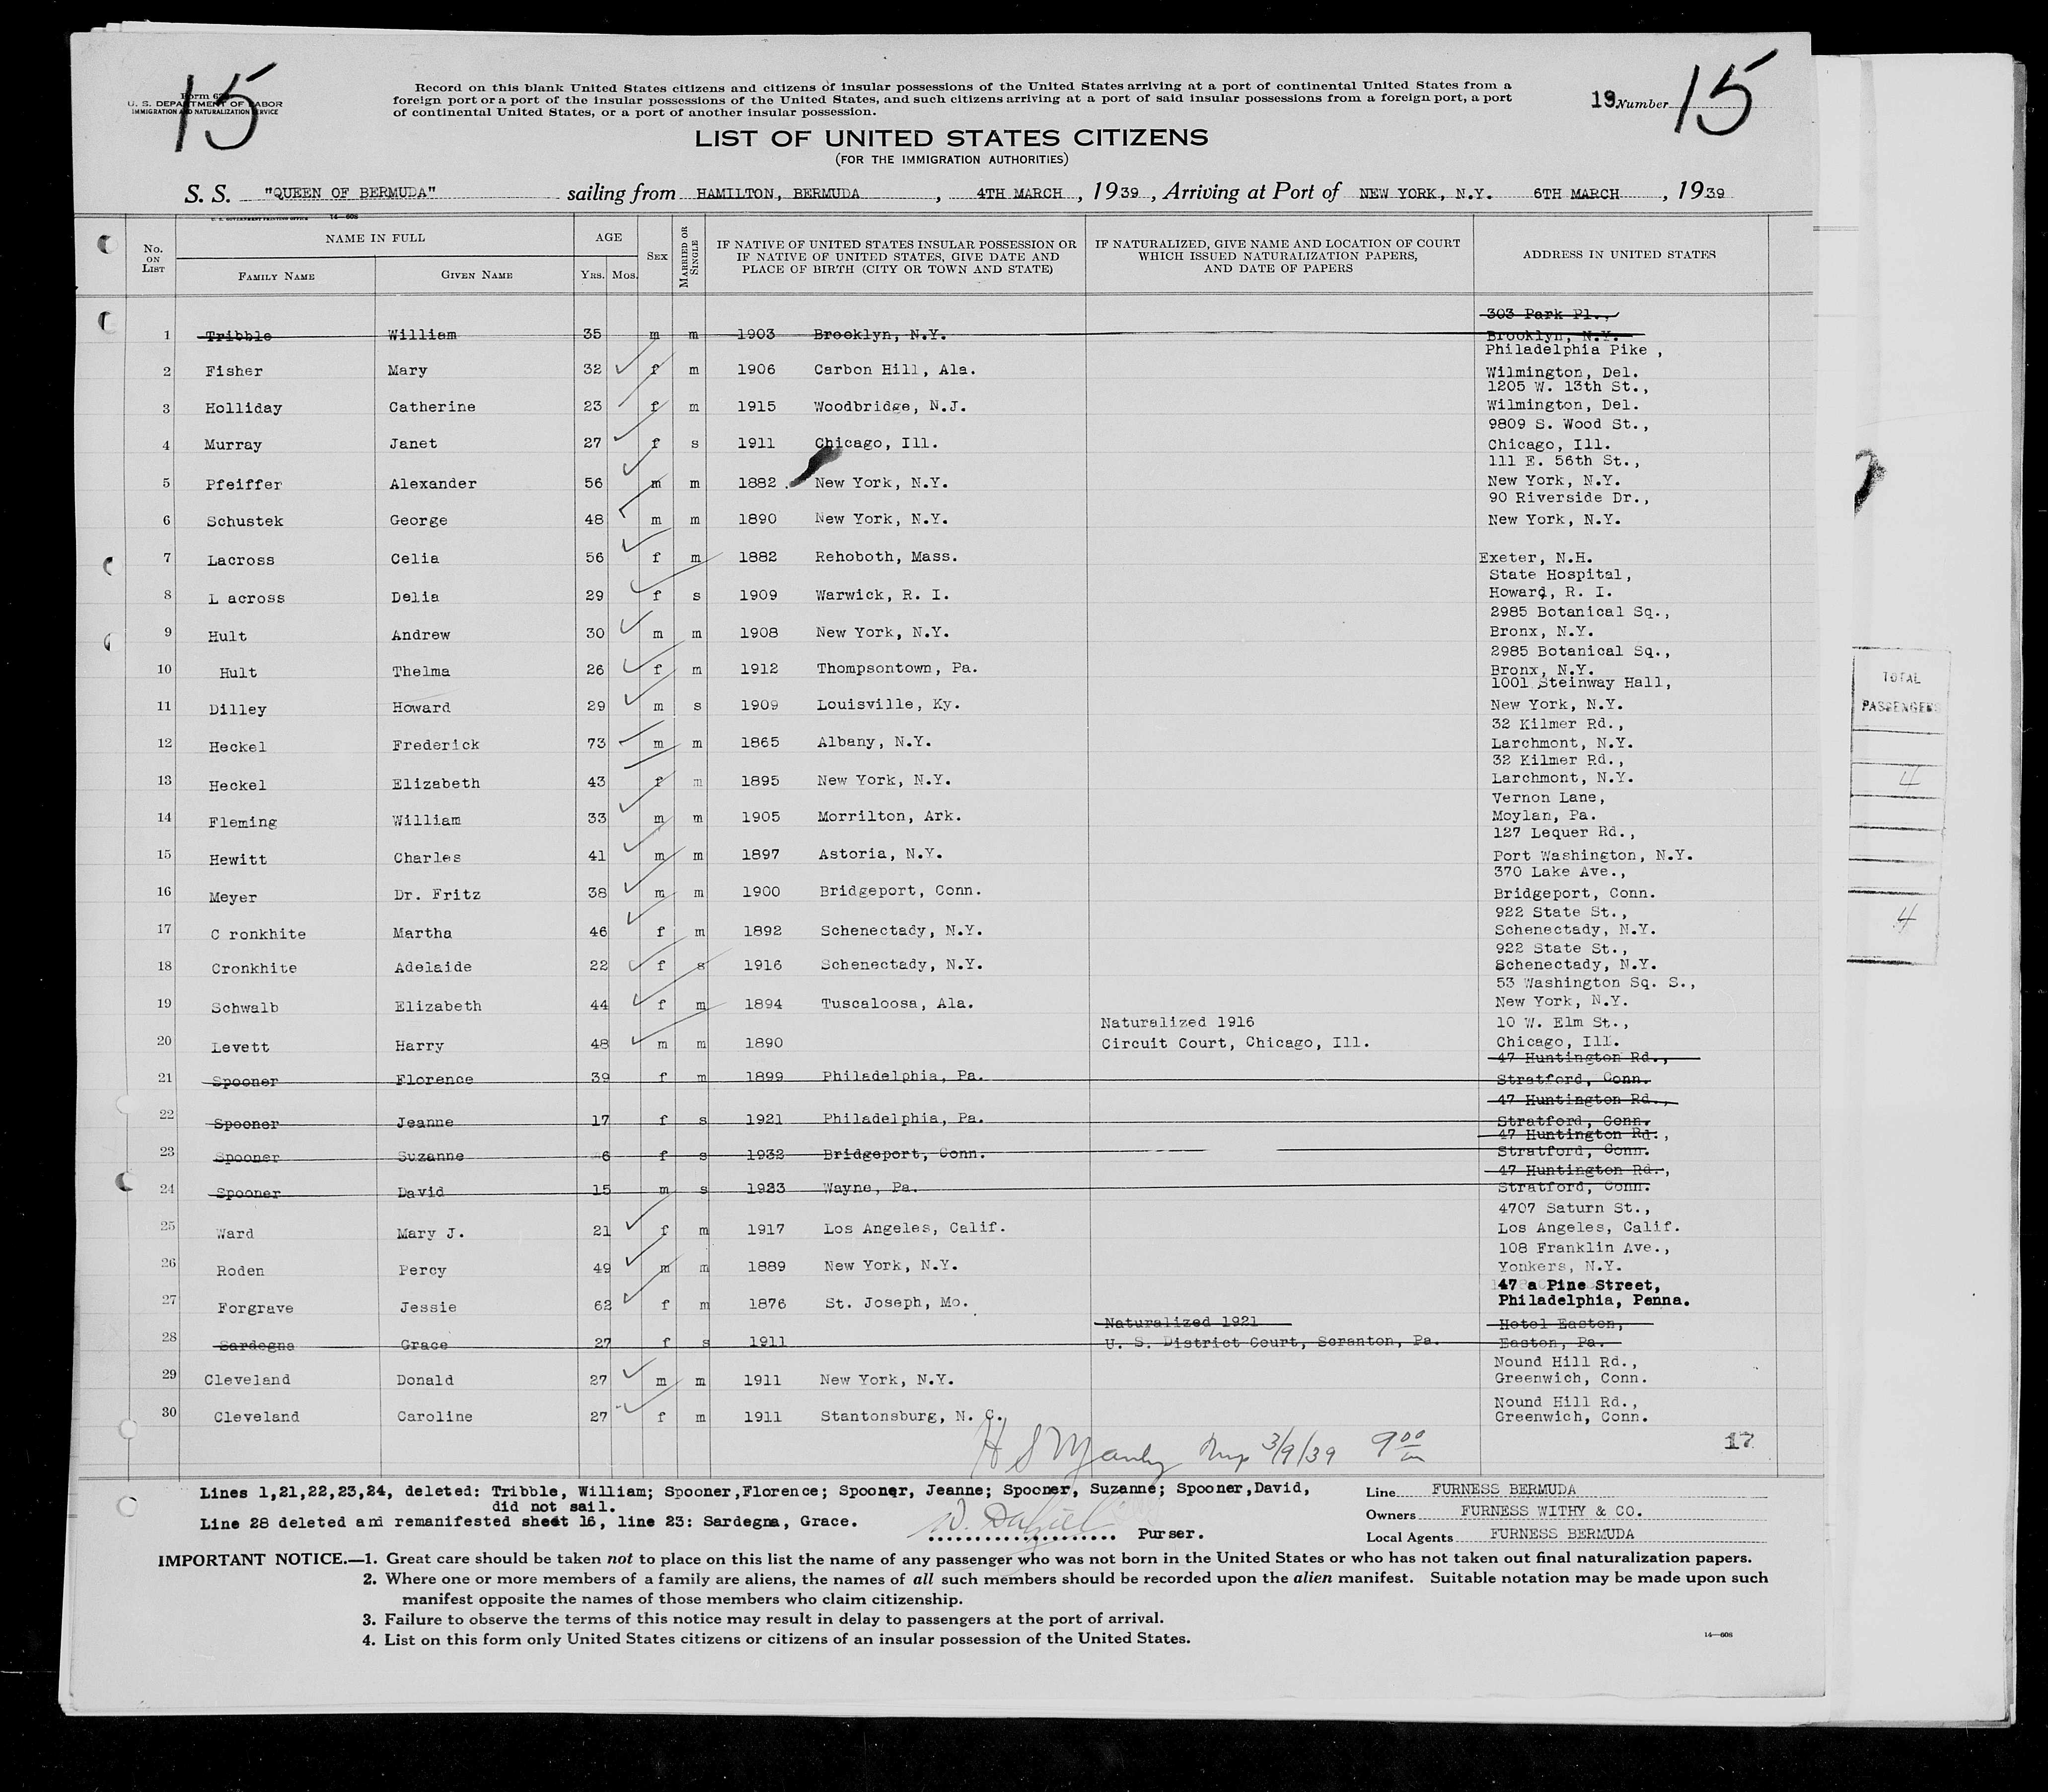 15
15
Form 6
U. S. DEPARTMENT OF LABOR
IMMIGRATION AND NATURALIZATION SERVICE
Record on this blank United States citizens and citizens of insular possessions of the United States arriving at a port of continental United States from a
foreign port or a port of the insular possessions of the United States, and such citizens arriving at a port of said insular possessions from a foreign port, a port
of continental United States, or a port of another insular possession.
19 Number
LIST OF UNITED STATES CITIZENS
(FOR THE IMMIGRATION AUTHORITIES)
S. S. "QUEEN OF BERMUDA" sailing from HAMILTON, BERMUDA, 4TH MARCH, 1939, Arriving at Port of NEW YORK, N.Y. 6TH MARCH, 1939
U. S. GOVERNMENT PRINTING OFFICE 14—608
No. ON LIST
NAME IN FULL
FAMILY NAME GIVEN NAME
AGE
YRS. MOS.
SEX
MARRIED OR SINGLE
IF NATIVE OF UNITED STATES INSULAR POSSESSION OR
IF NATIVE OF UNITED STATES, GIVE DATE AND
PLACE OF BIRTH (CITY OR TOWN AND STATE)
IF NATURALIZED, GIVE NAME AND LOCATION OF COURT
WHICH ISSUED NATURALIZATION PAPERS,
AND DATE OF PAPERS
ADDRESS IN UNITED STATES
303 Park Pl.,
1 Tribble William 35 m m 1903 Brooklyn, N.Y. Brooklyn, N.Y.
Philadelphia Pike ,
2 Fisher Mary 32 f m 1906 Carbon Hill, Ala. Wilmington, Del.
1205 W. 13th St.,
3 Holliday Catherine 23 f m 1915 Woodbridge, N.J. Wilmington, Del.
9809 S. Wood St.,
4 Murray Janet 27 f s 1911 Chicago, Ill. Chicago, Ill.
111 E. 56th St.,
5 Pfeiffer Alexander 56 m m 1882 New York, N.Y. New York, N.Y.
90 Riverside Dr.,
6 Schustek George 48 m m 1890 New York, N.Y. New York, N.Y.
7 Lacross Celia 56 f m 1882 Rehoboth, Mass. Exeter, N.H.
State Hospital,
8 L across Delia 29 f s 1909 Warwick, R. I. Howard, R. I.
2985 Botanical Sq.,
9 Hult Andrew 30 m m 1908 New York, N.Y. Bronx, N.Y.
2985 Botanical Sq.,
10 Hult Thelma 26 f m 1912 Thompsontown, Pa. Bronx, N.Y.
1001 Steinway Hall,
11 Dilley Howard 29 m s 1909 Louisville, Ky. New York, N.Y.
32 Kilmer Rd.,
12 Heckel Frederick 73 m m 1865 Albany, N.Y. Larchmont, N.Y.
32 Kilmer Rd.,
13 Heckel Elizabeth 43 f m 1895 New York, N.Y. Larchmont, N.Y.
Vernon Lane,
14 Fleming William 33 m m 1905 Morrilton, Ark. Moylan, Pa.
127 Lequer Rd.,
15 Hewitt Charles 41 m m 1897 Astoria, N.Y. Port Washington, N.Y.
370 Lake Ave.,
16 Meyer Dr. Fritz 38 m m 1900 Bridgeport, Conn. Bridgeport, Conn.
922 State St.,
17 C ronkhite Martha 46 f m 1892 Schenectady, N.Y. Schenectady, N.Y.
922 State St.,
18 Cronkhite Adelaide 22 f s 1916 Schenectady, N.Y. Schenectady, N.Y.
53 Washington Sq. S.,
19 Schwalb Elizabeth 44 f m 1894 Tuscaloosa, Ala. New York, N.Y.
Naturalized 1916 10 W. Elm St.,
20 Levett Harry 48 m m 1890 Circuit Court, Chicago, Ill. Chicago, Ill.
47 Huntington Rd.,
21 Spooner Florence 39 f m 1899 Philadelphia, Pa. Stratford, Conn.
47 Huntington Rd.,
22 Spooner Jeanne 17 f s 1921 Philadelphia, Pa. Stratford, Conn.
47 Huntington Rd.,
23 Spooner Suzanne 6 f s 1932 Bridgeport, Conn. Stratford, Conn.
47 Huntington Rd.,
24 Spooner David 15 m s 1923 Wayne, Pa. Stratford, Conn.
4707 Saturn St.,
25 Ward Mary J. 21 f m 1917 Los Angeles, Calif. Los Angeles, Calif.
108 Franklin Ave.,
26 Roden Percy 49 m m 1889 New York, N.Y. Yonkers, N.Y.
47 a Pine Street,
27 Forgrave Jessie 62 f m 1876 St. Joseph, Mo. Philadelphia, Penna.
Naturalized 1921 Hotel Easton,
28 Sardegna Grace 27 f s 1911 U. S. District Court, Scranton, Pa. Easton, Pa.
Nound Hill Rd.,
29 Cleveland Donald 27 m m 1911 New York, N.Y. Greenwich, Conn.
Nound Hill Rd.,
30 Cleveland Caroline 27 f m 1911 Stantonsburg, N. C. Greenwich, Conn.
H S Manly 3/9/39 9 00
17
Lines 1,21,22,23,24, deleted: Tribble, William; Spooner,Florence; Spooner, Jeanne; Spooner, Suzanne; Spooner,David,
did not sail.
Line 28 deleted and remanifested sheet 16, line 23: Sardegna, Grace.
Purser.
Line FURNESS BERMUDA
Owners FURNESS WITHY & CO.
Local Agents FURNESS BERMUDA
IMPORTANT NOTICE.—1. Great care should be taken not to place on this list the name of any passenger who was not born in the United States or who has not taken out final naturalization papers.
2. Where one or more members of a family are aliens, the names of all such members should be recorded upon the alien manifest. Suitable notation may be made upon such
manifest opposite the names of those members who claim citizenship.
3. Failure to observe the terms of this notice may result in delay to passengers at the port of arrival.
4. List on this form only United States citizens or citizens of an insular possession of the United States.
14—608
TOTAL
PASSENGERS
4
4